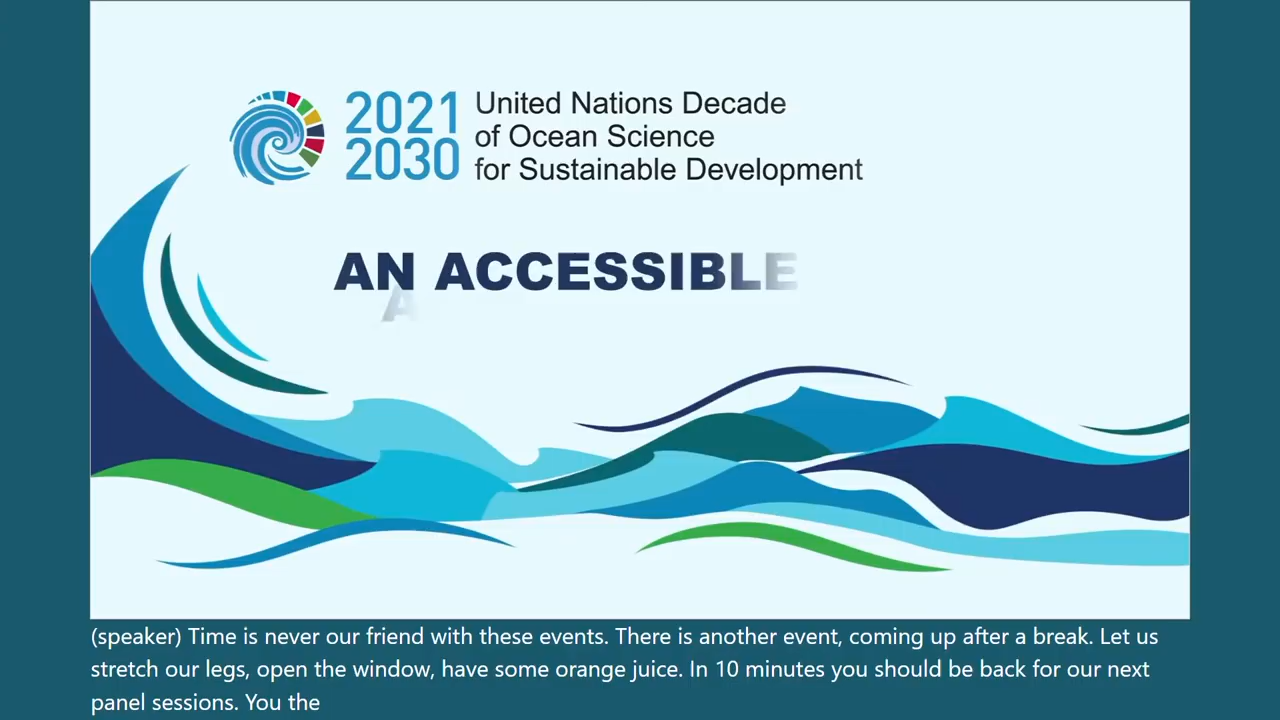 2021
2030
United Nations Decade
of Ocean Science
for Sustainable Development
AN ACCESSIBLE
A
(speaker) Time is never our friend with these events. There is another event, coming up after a break. Let us
stretch our legs, open the window, have some orange juice. In 10 minutes you should be back for our next
panel sessions. You the